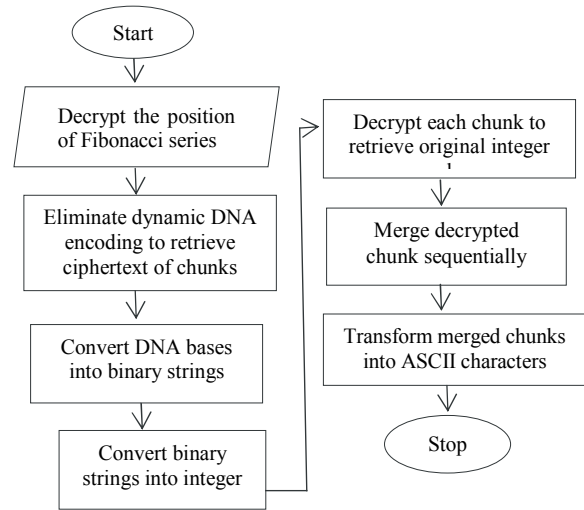 Start
Decrypt the position
of Fibonacci series
Eliminate dynamic DNA
encoding to retrieve
ciphertext of chunks
Convert DNA bases
into binary strings
Convert binary
strings into integer
Decrypt each chunk to
retrieve original integer
Merge decrypted
chunk sequentially
Transform merged chunks
into ASCII characters
Stop